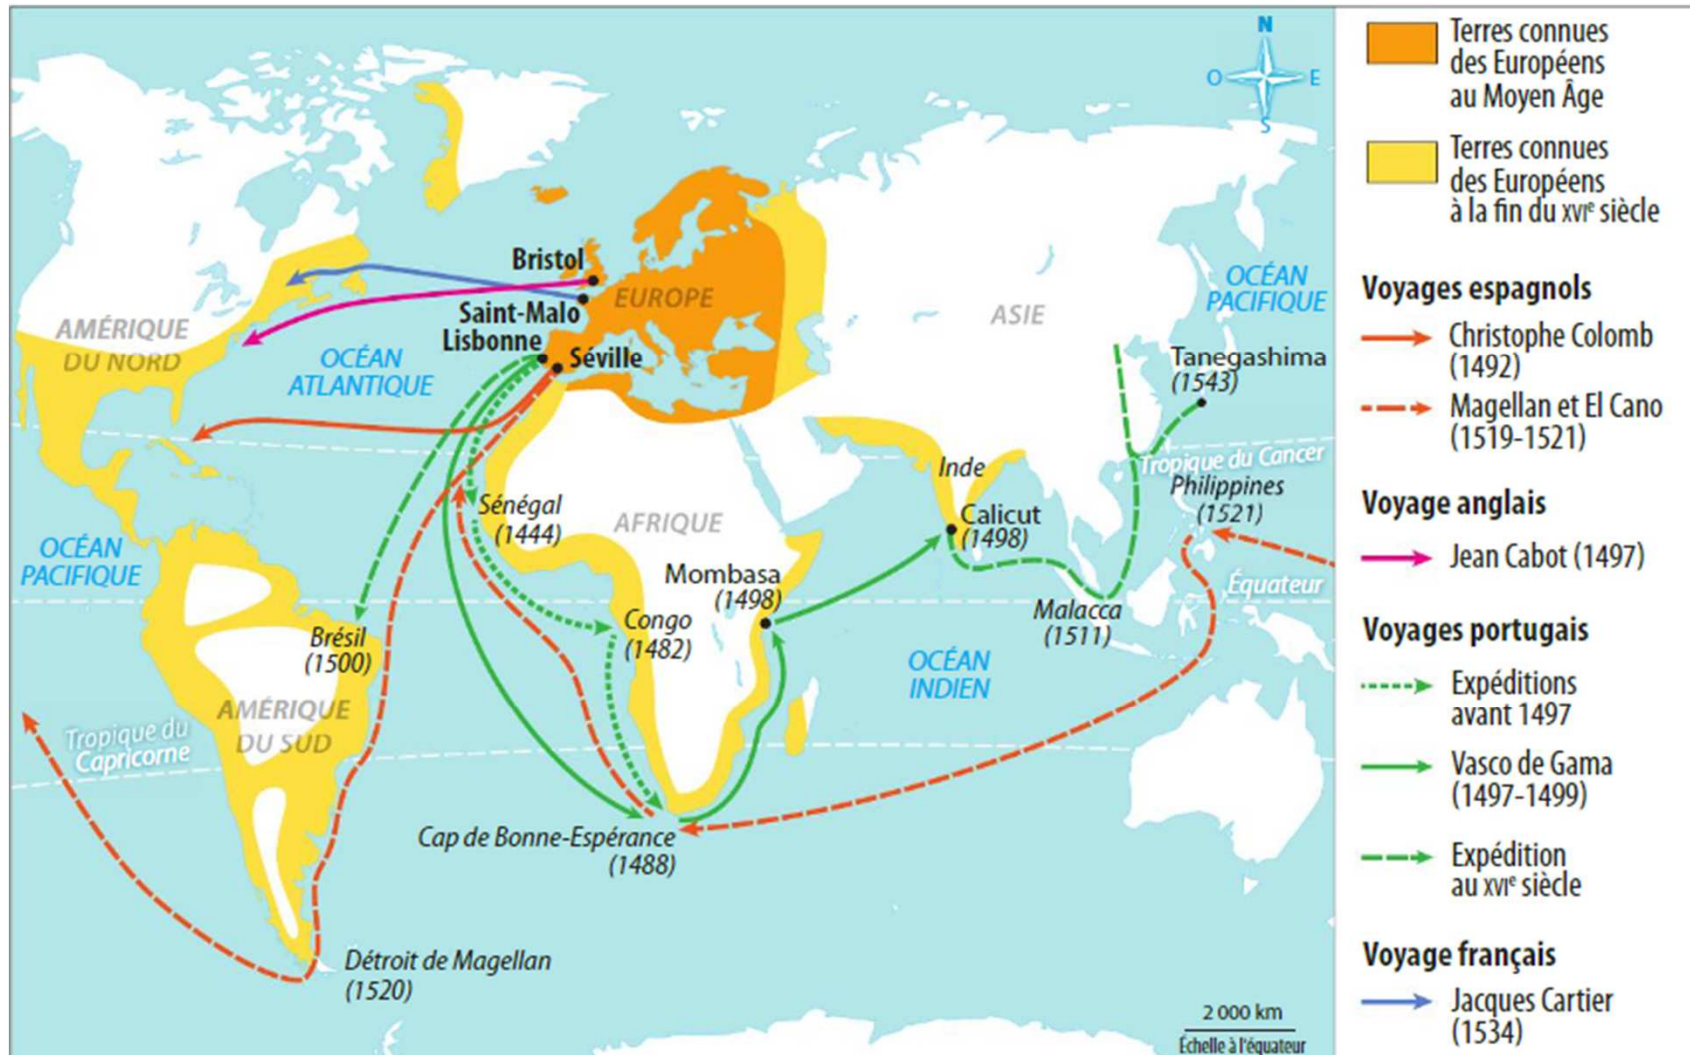 N
O
E
S
Bristol
Saint-Malo
Lisbonne
Séville
EUROPE
ASIE
OCÉAN
PACIFIQUE
AMÉRIQUE
DU NORD
OCÉAN
ATLANTIQUE
Tanegashima
(1543)
Tropique du Cancer
Inde
Philippines
(1521)
Sénégal
(1444)
AFRIQUE
Calicut
(1498)
OCÉAN
PACIFIQUE
Mombasa
(1498)
Équateur
Malacca
(1511)
Congo
(1482)
Brésil
(1500)
OCÉAN
INDIEN
AMÉRIQUE
DU SUD
Tropique du
Capricorne
Cap de Bonne-Espérance
(1488)
Détroit de Magellan
(1520)
2 000 km
Échelle à l'équateur
Terres connues
des Européens
au Moyen Âge
Terres connues
des Européens
à la fin du XVIe siècle
Voyages espagnols
Christophe Colomb
(1492)
Magellan et El Cano
(1519-1521)
Voyage anglais
Jean Cabot (1497)
Voyages portugais
Expéditions
avant 1497
Vasco de Gama
(1497-1499)
Expédition
au XVIe siècle
Voyage français
Jacques Cartier
(1534)